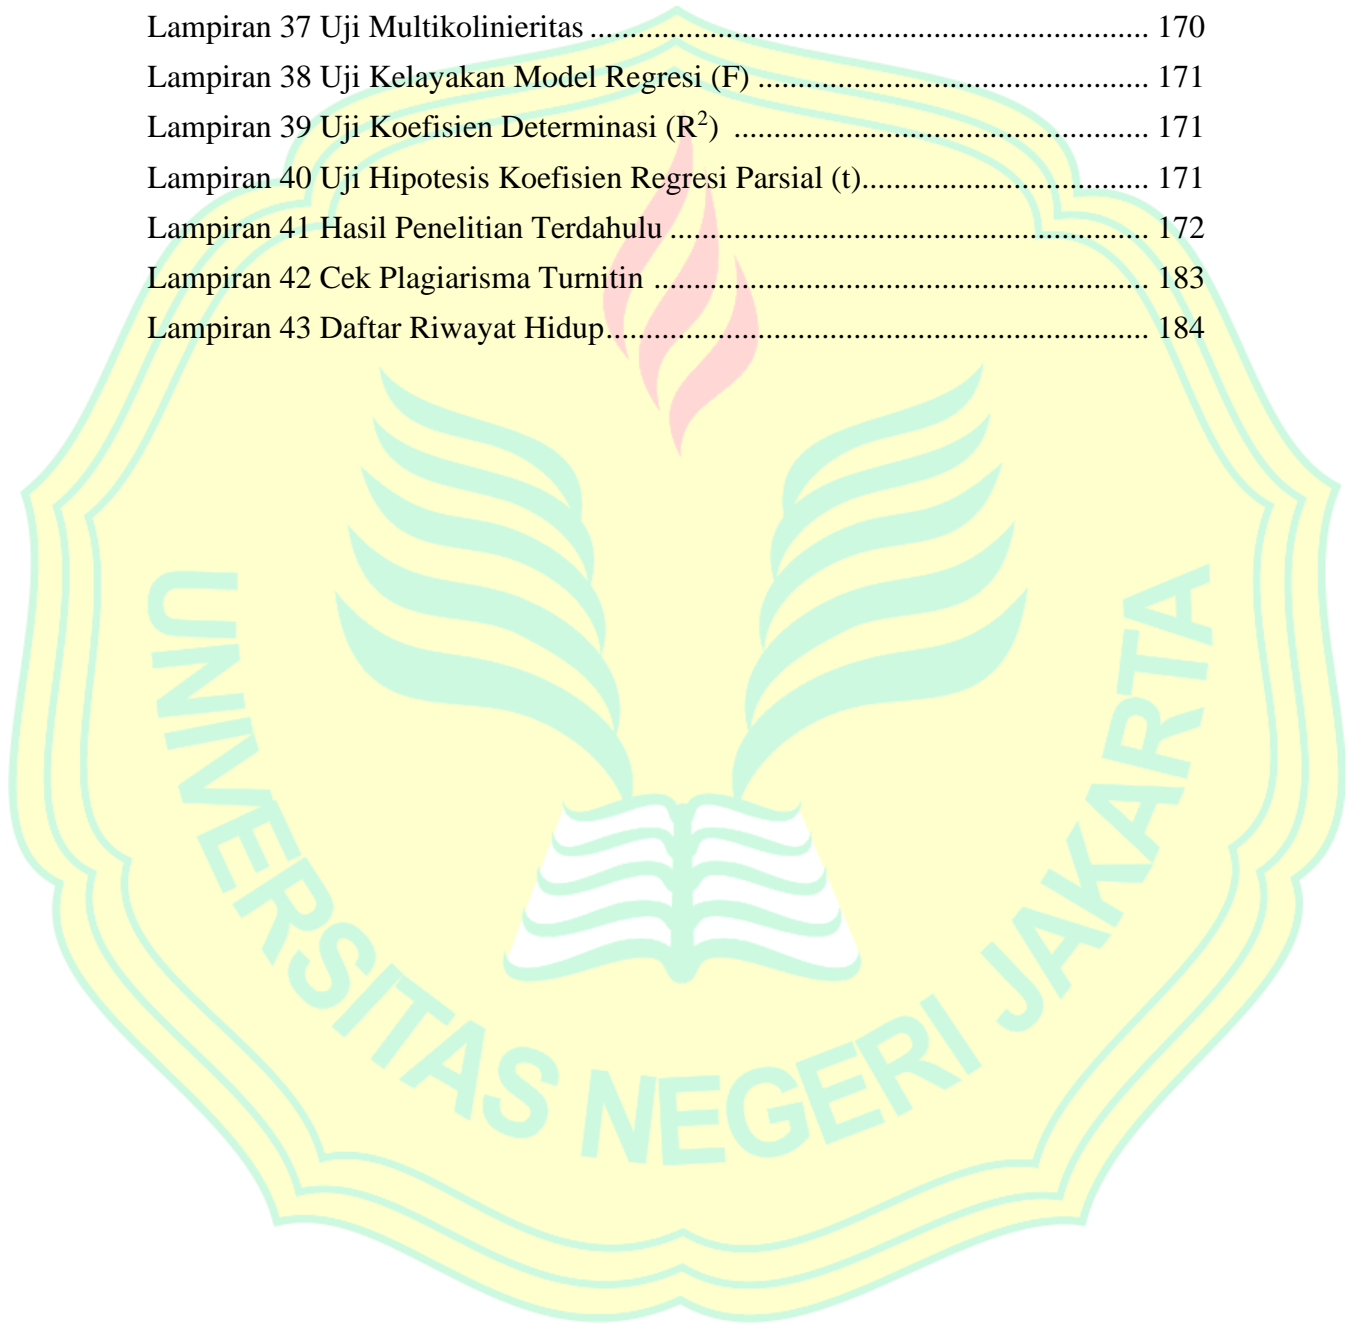 Lampiran 37 Uji Multikolinieritas ...................................................................... 170
Lampiran 38 Uji Kelayakan Model Regresi (F) ................................................. 171
Lampiran 39 Uji Koefisien Determinasi (R²) .................................................... 171
Lampiran 40 Uji Hipotesis Koefisien Regresi Parsial (t).................................... 171
Lampiran 41 Hasil Penelitian Terdahulu ............................................................ 172
Lampiran 42 Cek Plagiarisma Turnitin .............................................................. 183
Lampiran 43 Daftar Riwayat Hidup.................................................................... 184
UNIVERSITAS NEGERI JAKARTA